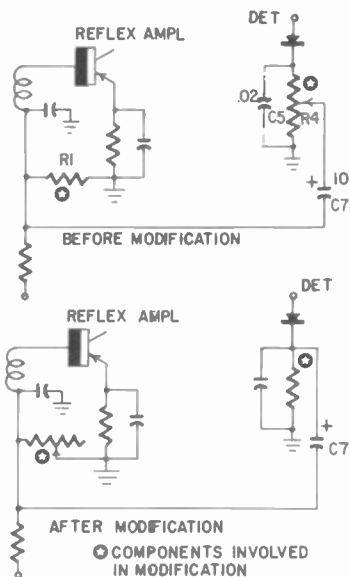 REFLEX AMPL
DET
.02
C5
R4
R1
10
+
C7
BEFORE MODIFICATION
REFLEX AMPL
DET
+
C7
AFTER MODIFICATION
✪ COMPONENTS INVOLVED
IN MODIFICATION